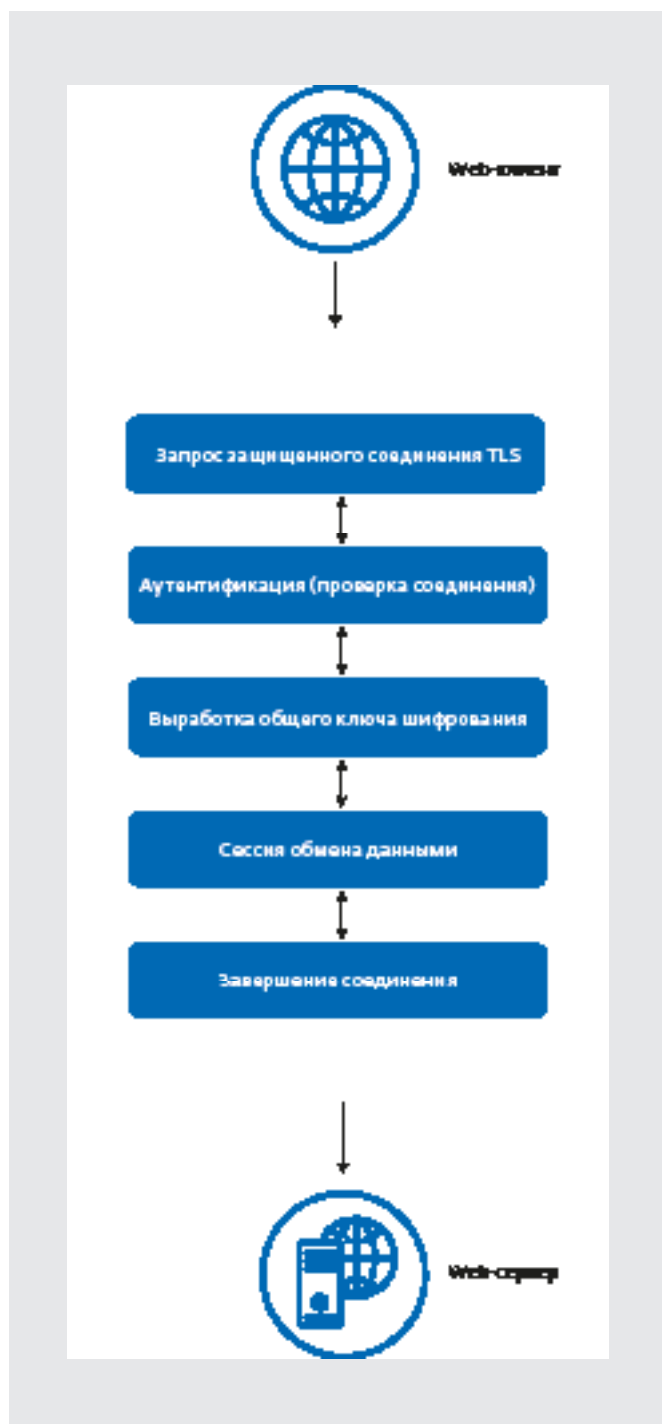 Web-клиент
Запрос защищенного соединения TLS
Аутентификация (проверка соединения)
Выработка общего ключа шифрования
Сессия обмена данными
Завершение соединения
Web-сервер